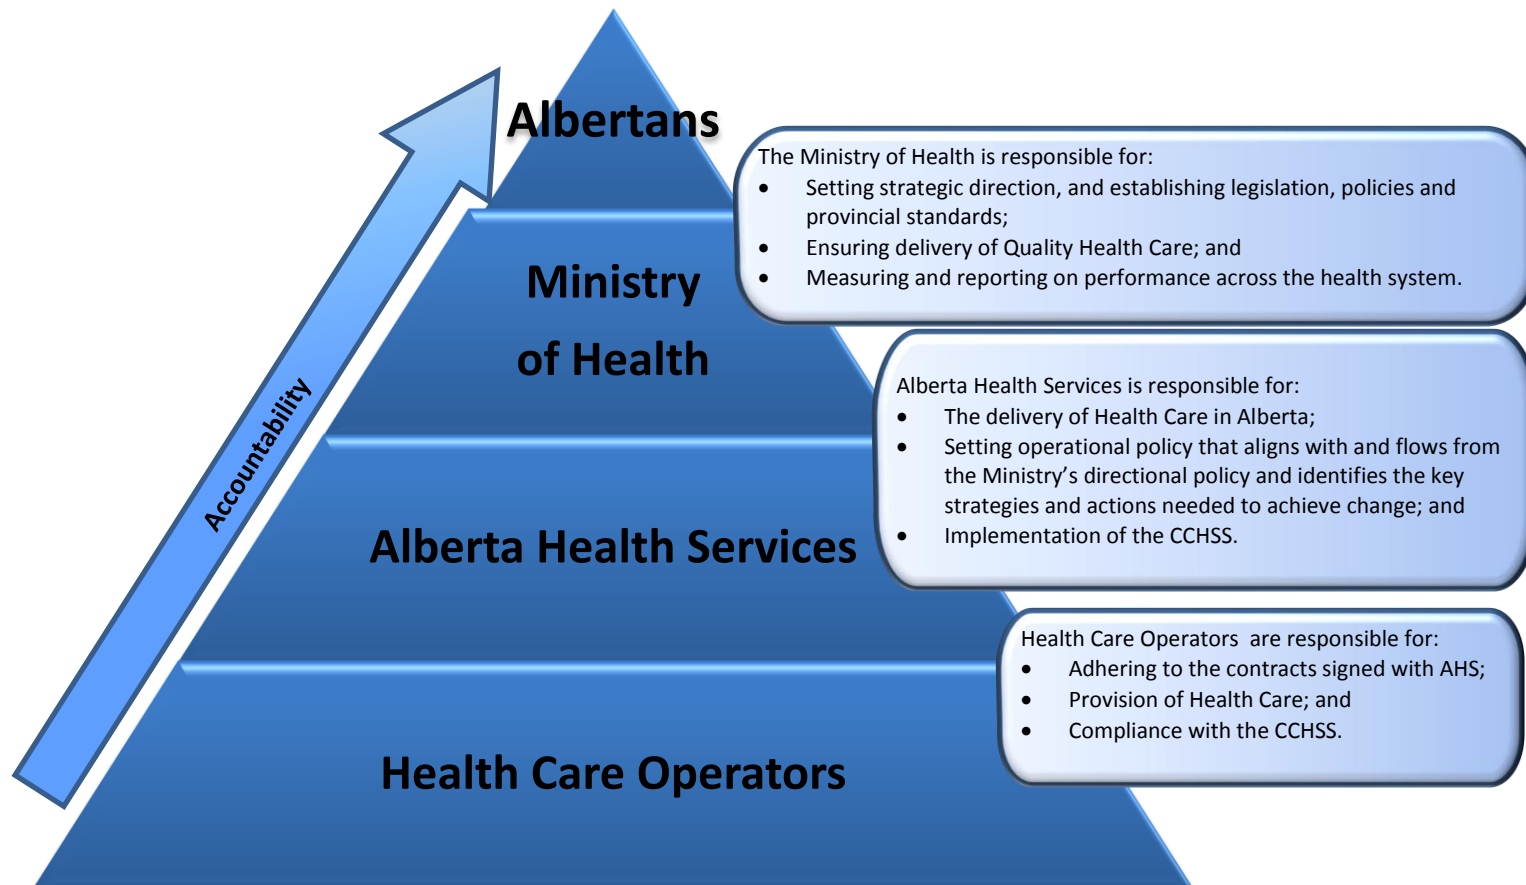 Albertans
Ministry
of Health
Alberta Health Services
Health Care Operators
Accountability
The Ministry of Health is responsible for:
• Setting strategic direction, and establishing legislation, policies and
provincial standards;
• Ensuring delivery of Quality Health Care; and
• Measuring and reporting on performance across the health system.
Alberta Health Services is responsible for:
• The delivery of Health Care in Alberta;
• Setting operational policy that aligns with and flows from
the Ministry’s directional policy and identifies the key
strategies and actions needed to achieve change; and
• Implementation of the CCHSS.
Health Care Operators are responsible for:
• Adhering to the contracts signed with AHS;
• Provision of Health Care; and
• Compliance with the CCHSS.